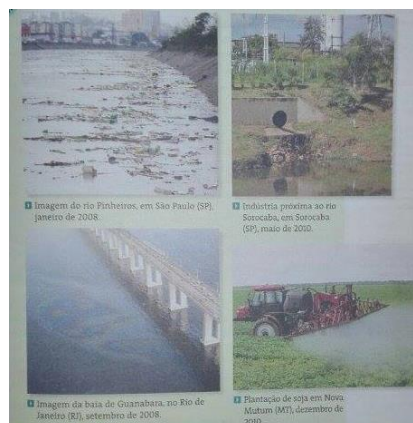 Imagem do rio Pinheiros, em São Paulo (SP),
janeiro de 2008.
Indústria próxima ao rio
Sorocaba, em Sorocaba
(SP), maio de 2010.
Imagem da baía de Guanabara, no Rio de
Janeiro (RJ), setembro de 2008.
Plantação de soja em Nova
Mutum (MT), dezembro de
2010.